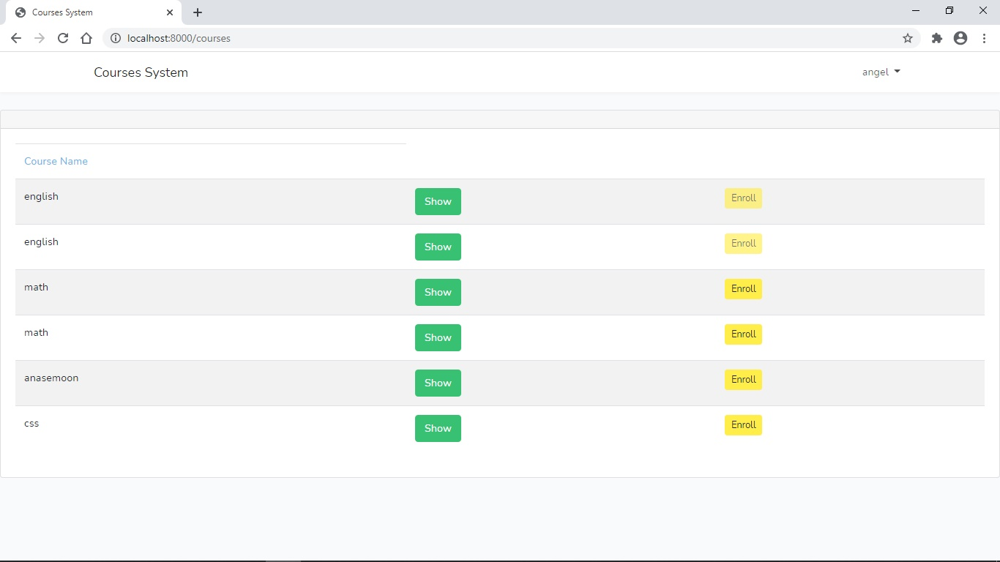 Courses System
localhost:8000/courses
Courses System
angel
Course Name
english Show Enroll
english Show Enroll
math Show Enroll
math Show Enroll
anasemoon Show Enroll
css Show Enroll